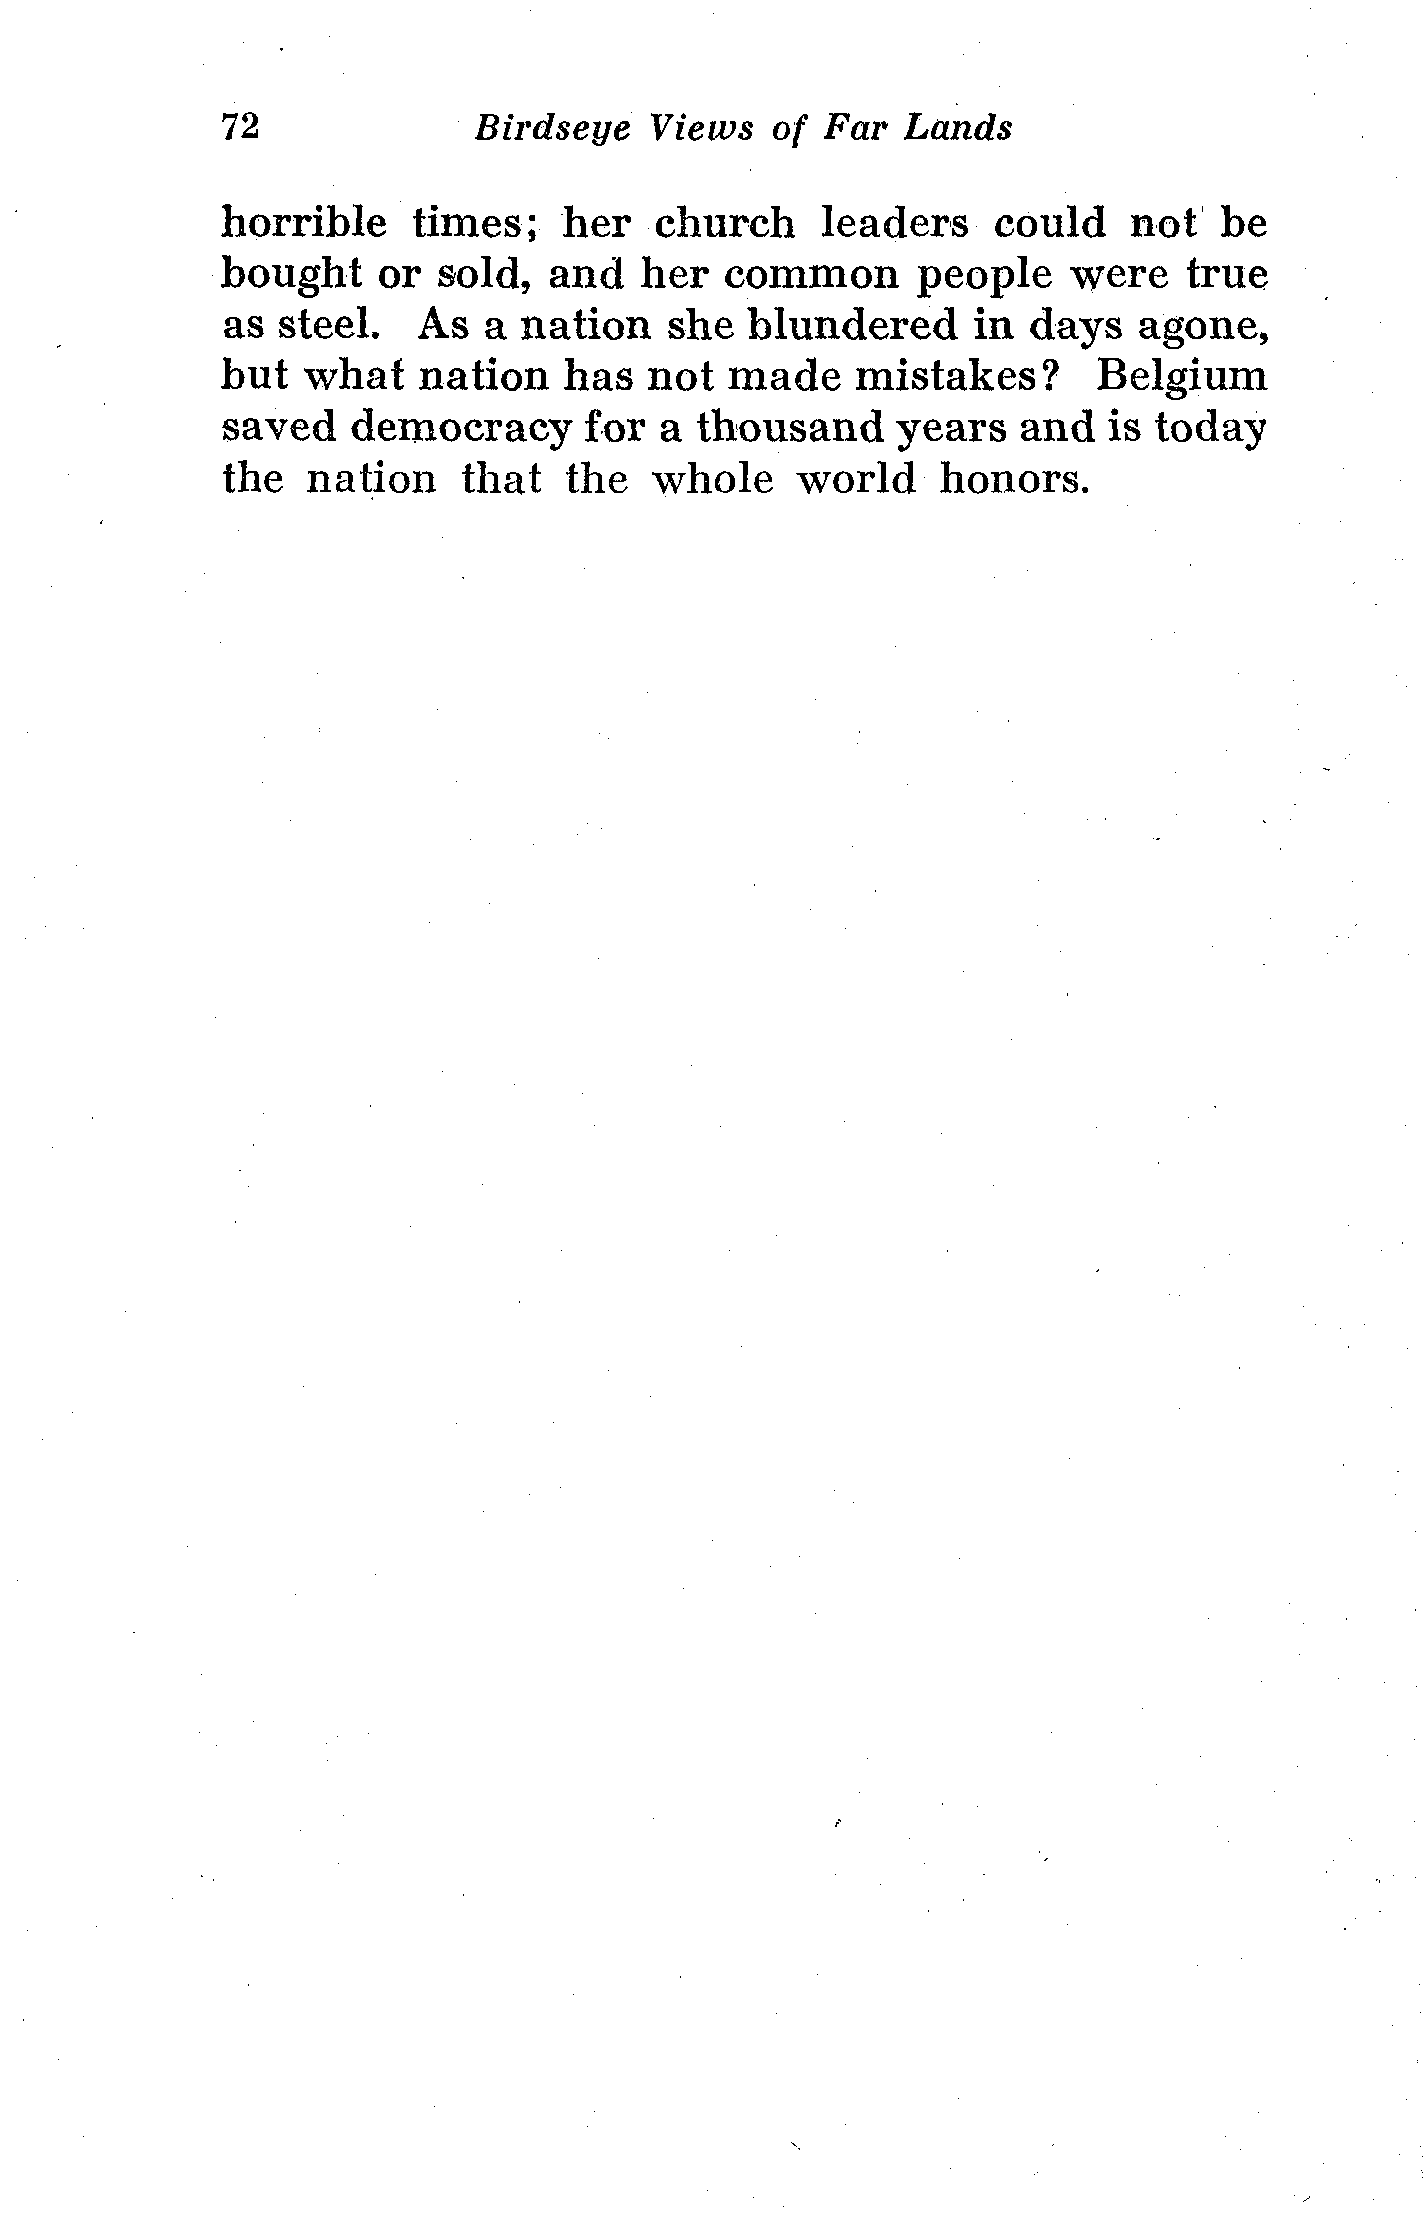 72 Birdseye Views of Far Lands
horrible times; her church leaders could not be
bought or sold, and her common people were true
as steel. As a nation she blundered in days agone,
but what nation has not made mistakes? Belgium
saved democracy for a thousand years and is today
the nation that the whole world honors.